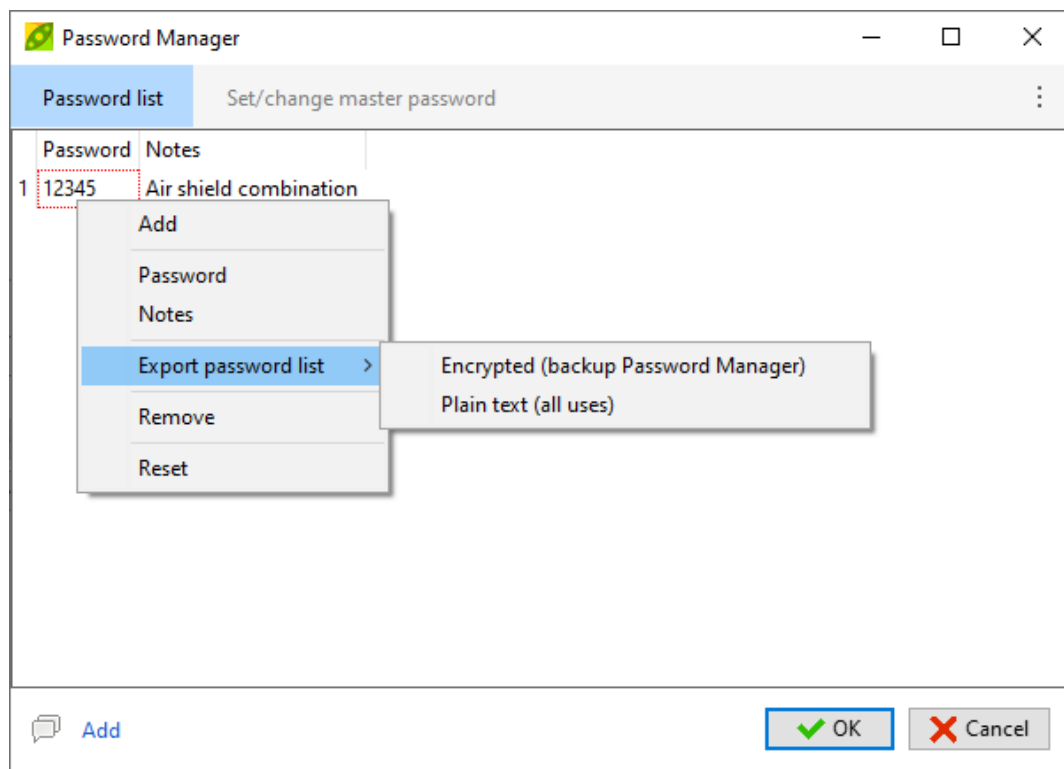 Password Manager
Password list Set/change master password
Password Notes
1 12345 Air shield combination
Add
Password
Notes
Export password list
Encrypted (backup Password Manager)
Plain text (all uses)
Remove
Reset
Add OK Cancel